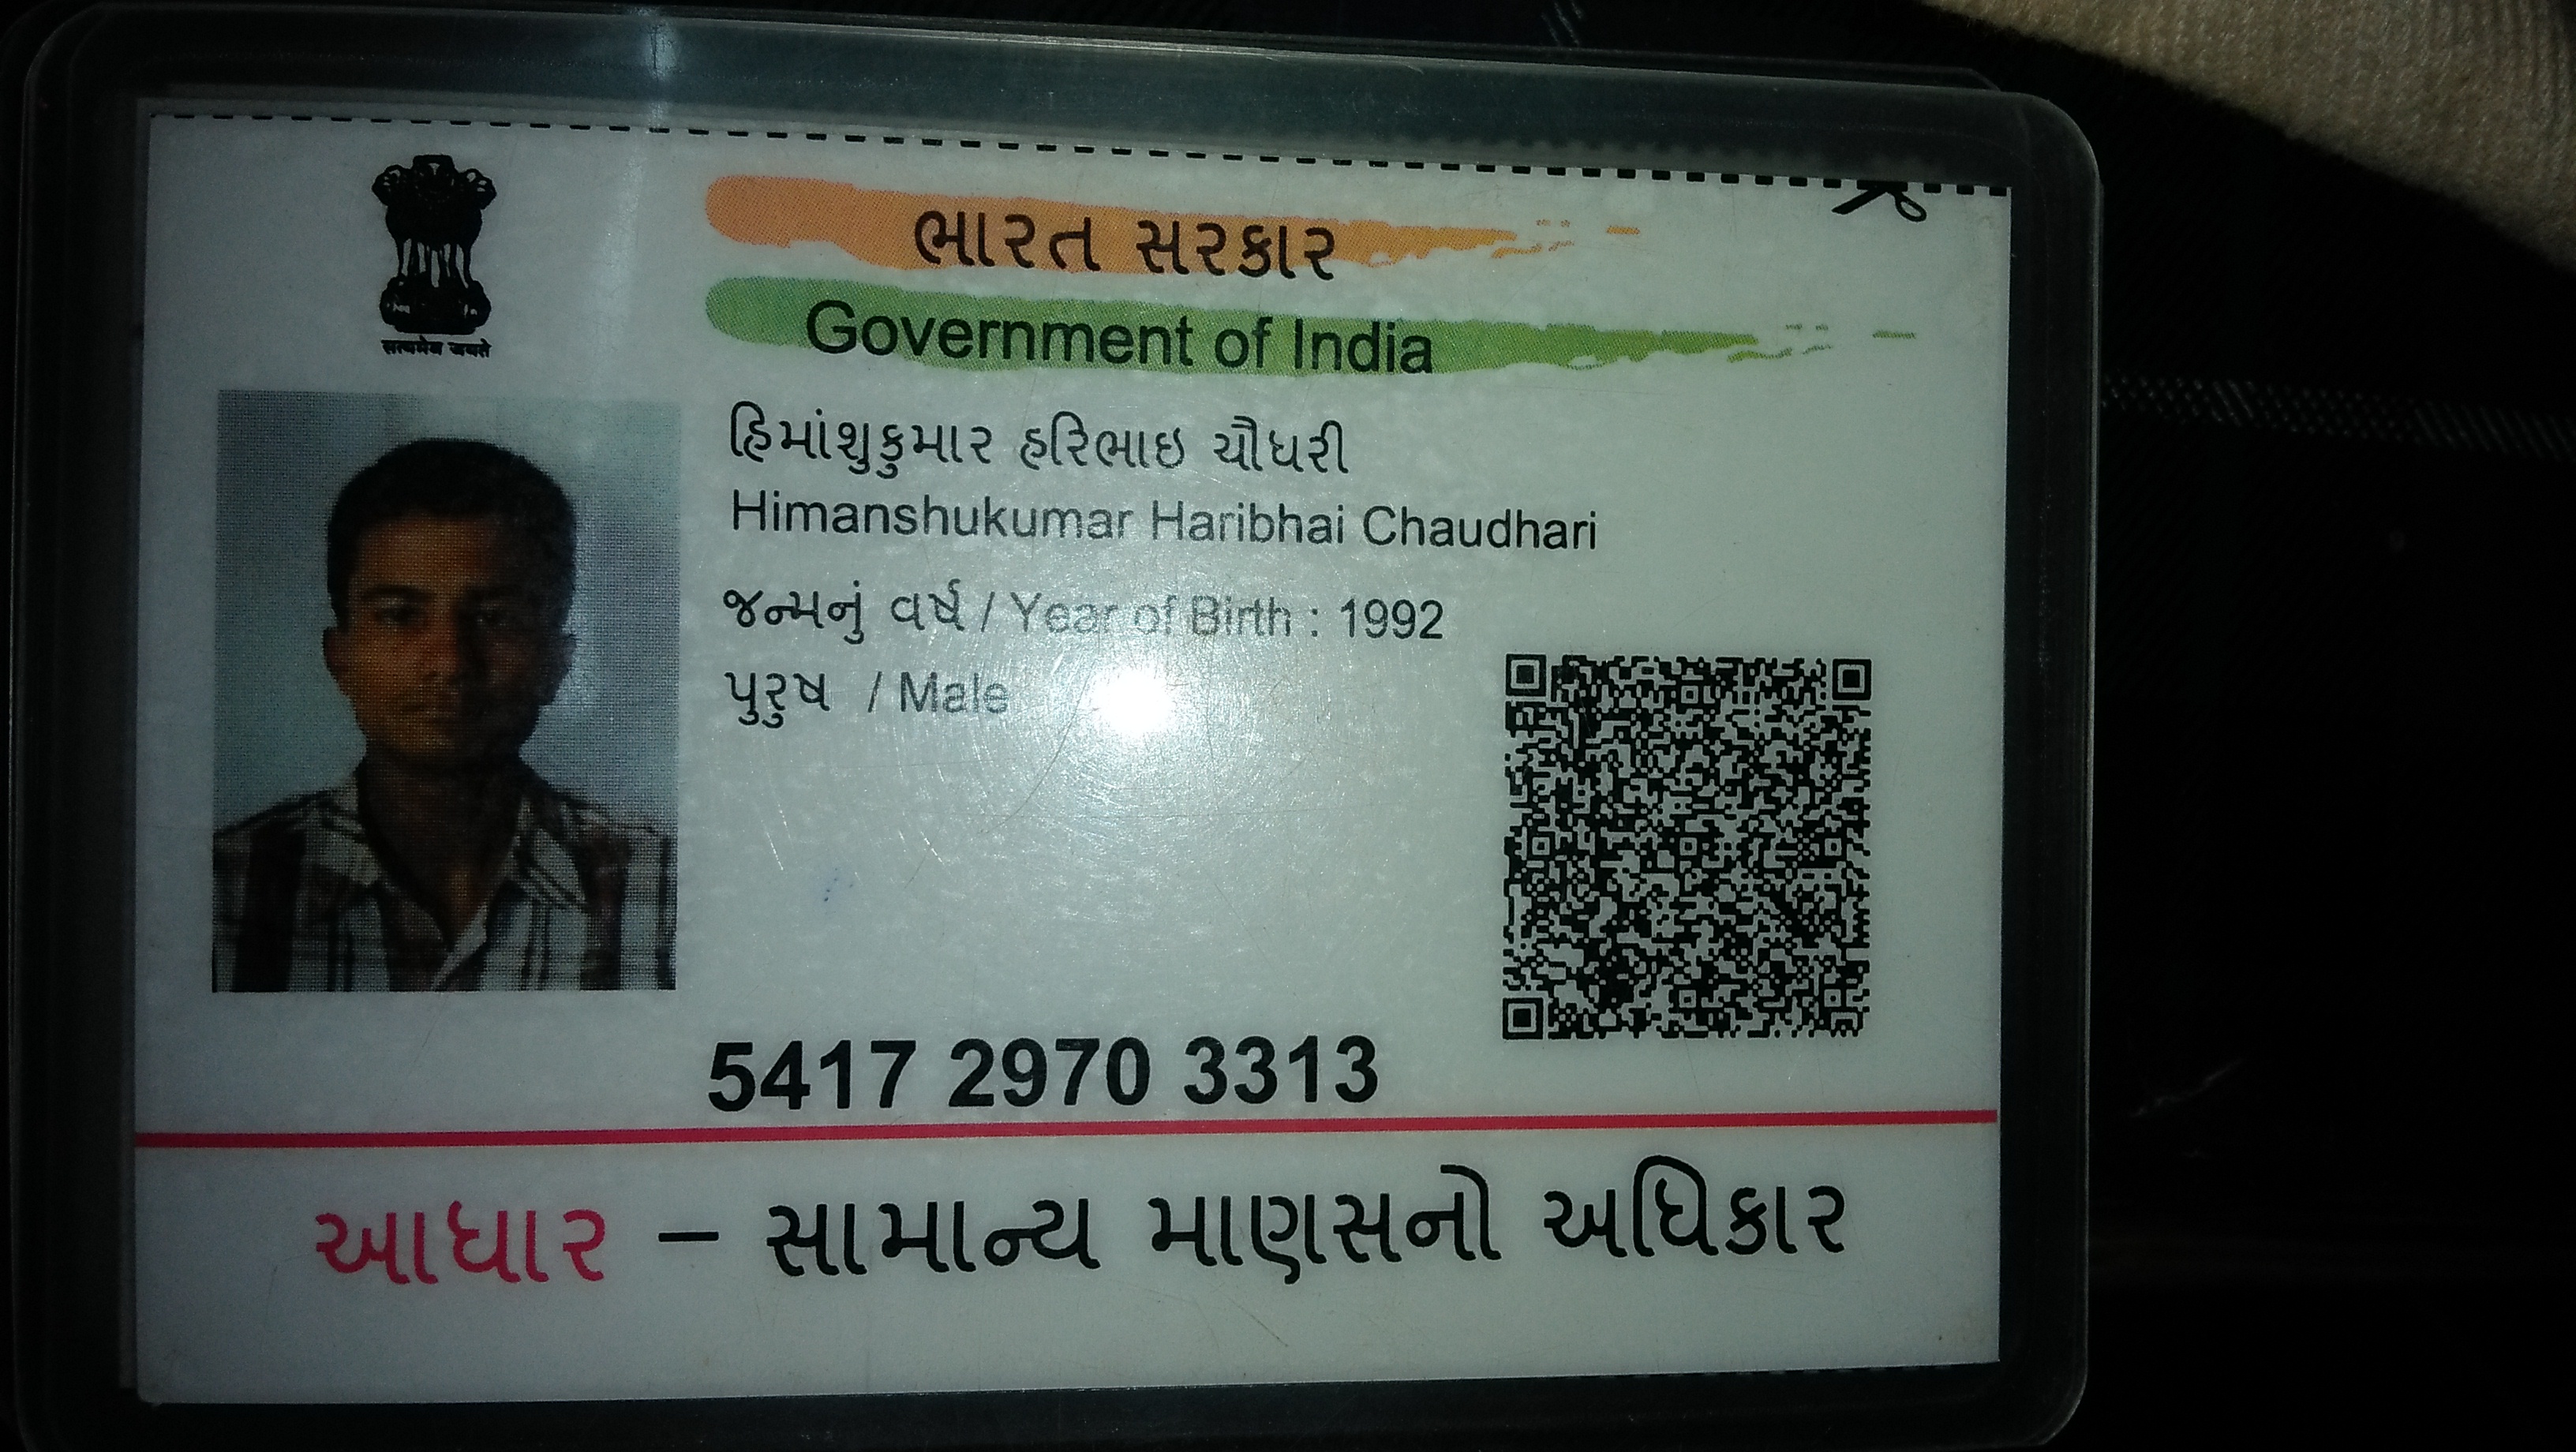 सत्यमेव जयते
ભારત સરકાર
Government of India
હિમાંશુકુમાર હરિભાઇ ચૌધરી
Himanshukumar Haribhai Chaudhari
જન્મનું વર્ષ / Year of Birth : 1992
પુરુષ / Male
5417 2970 3313
આધાર – સામાન્ય માણસનો અધિકાર